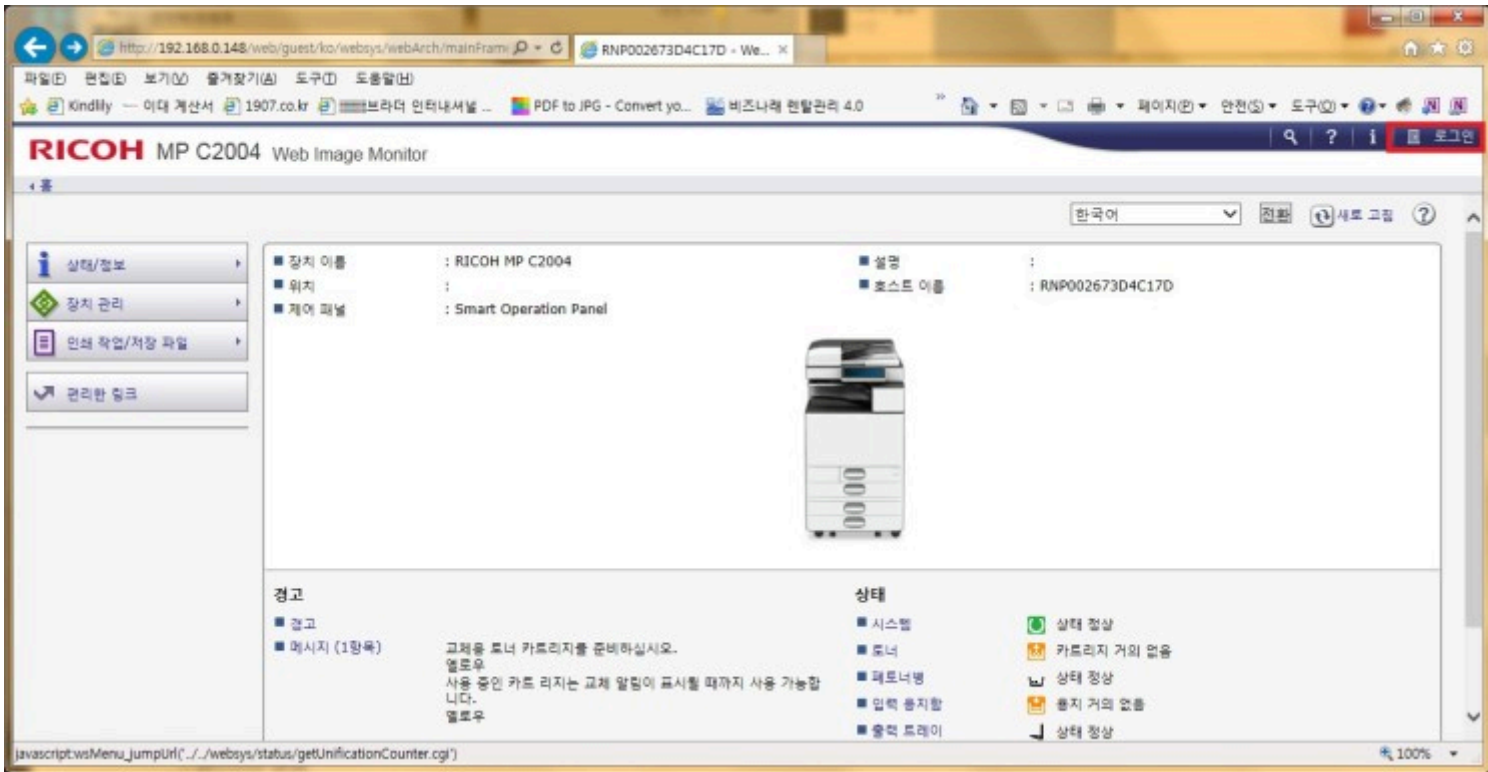 http://192.168.0.148/web/guest/ko/websys/webArch/mainFram
RNP002673D4C17D - We...
파일(F) 편집(E) 보기(V) 즐겨찾기(A) 도구(T) 도움말(H)
Kindlily — 이대 계산서 1907.co.kr 브라더 인터내셔널 ... PDF to JPG - Convert yo... 비즈나래 렌탈관리 4.0 » 페이지(P) 안전(S) 도구(O)
RICOH MP C2004 Web Image Monitor
? i 로그인
홈
한국어 전환 새로 고침 ?
상태/정보
장치 관리
인쇄 작업/저장 파일
편리한 링크
장치 이름 : RICOH MP C2004
위치 :
제어 패널 : Smart Operation Panel
설명 :
호스트 이름 : RNP002673D4C17D
경고
경고
메시지 (1항목) 교체용 토너 카트리지를 준비하십시오.
옐로우
사용 중인 카트 리지는 교체 알림이 표시될 때까지 사용 가능합
니다.
옐로우
상태
시스템 상태 정상
토너 카트리지 거의 없음
폐토너병 상태 정상
입력 용지함 용지 거의 없음
출력 트레이 상태 정상
javascript:wsMenu_jumpUrl('../../websys/status/getUnificationCounter.cgi')
100%